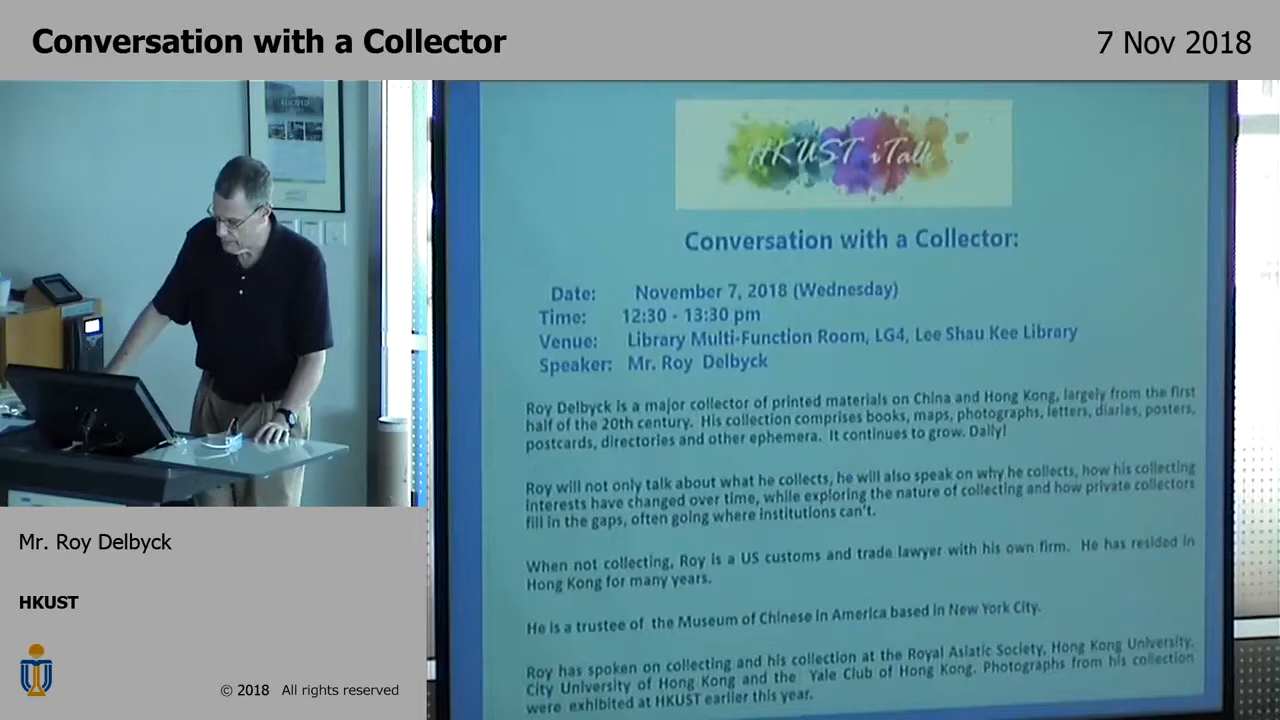 Conversation with a Collector
7 Nov 2018
HKUST iTalk
Conversation with a Collector:
Date: November 7, 2018 (Wednesday)
Time: 12:30 - 13:30 pm
Venue: Library Multi-Function Room, LG4, Lee Shau Kee Library
Speaker: Mr. Roy Delbyck
Roy Delbyck is a major collector of printed materials on China and Hong Kong, largely from the first
half of the 20th century. His collection comprises books, maps, photographs, letters, diaries, posters,
postcards, directories and other ephemera. It continues to grow. Daily!
Roy will not only talk about what he collects, he will also speak on why he collects, how his collecting
interests have changed over time, while exploring the nature of collecting and how private collectors
fill in the gaps, often going where institutions can't.
When not collecting, Roy is a US customs and trade lawyer with his own firm. He has resided in
Hong Kong for many years.
He is a trustee of the Museum of Chinese in America based in New York City.
Roy has spoken on collecting and his collection at the Royal Asiatic Society, Hong Kong University,
City University of Hong Kong and the Yale Club of Hong Kong. Photographs from his collection
were exhibited at HKUST earlier this year.
Mr. Roy Delbyck
HKUST
© 2018 All rights reserved